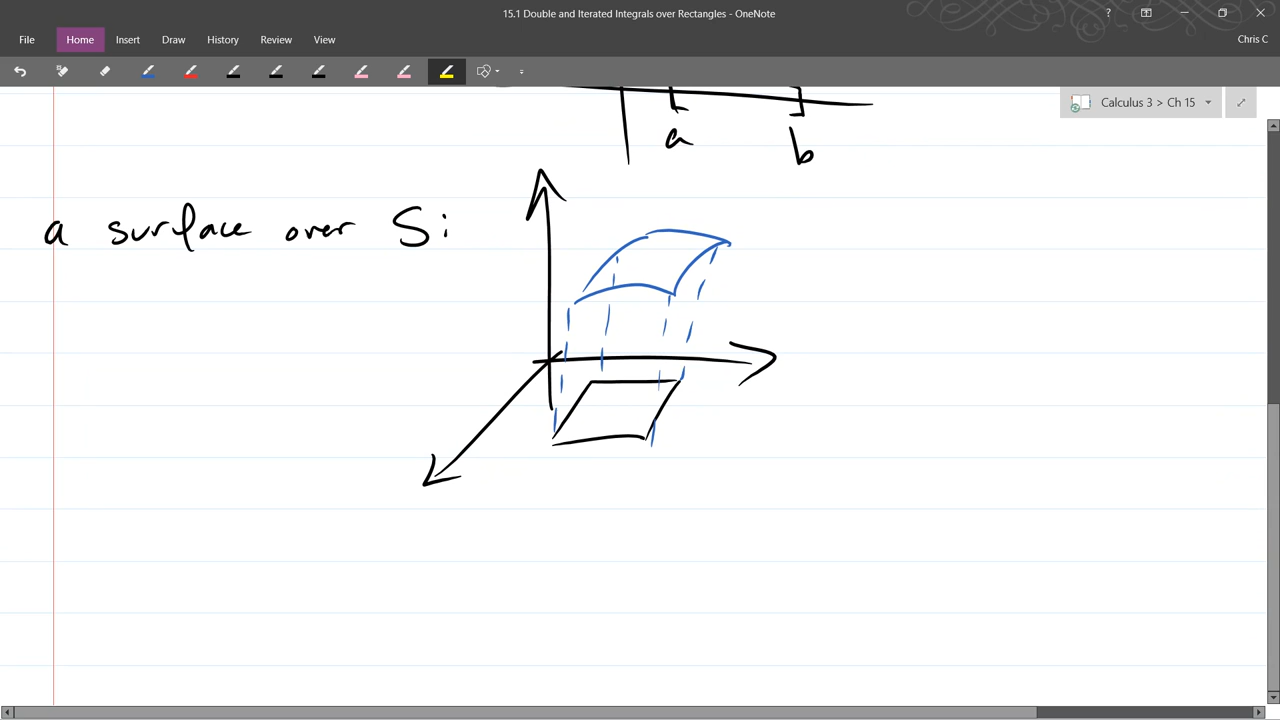 15.1 Double and Iterated Integrals over Rectangles - OneNote
?
File Home Insert Draw History Review View
Chris C
Calculus 3 > Ch 15
a b
a surface over S: